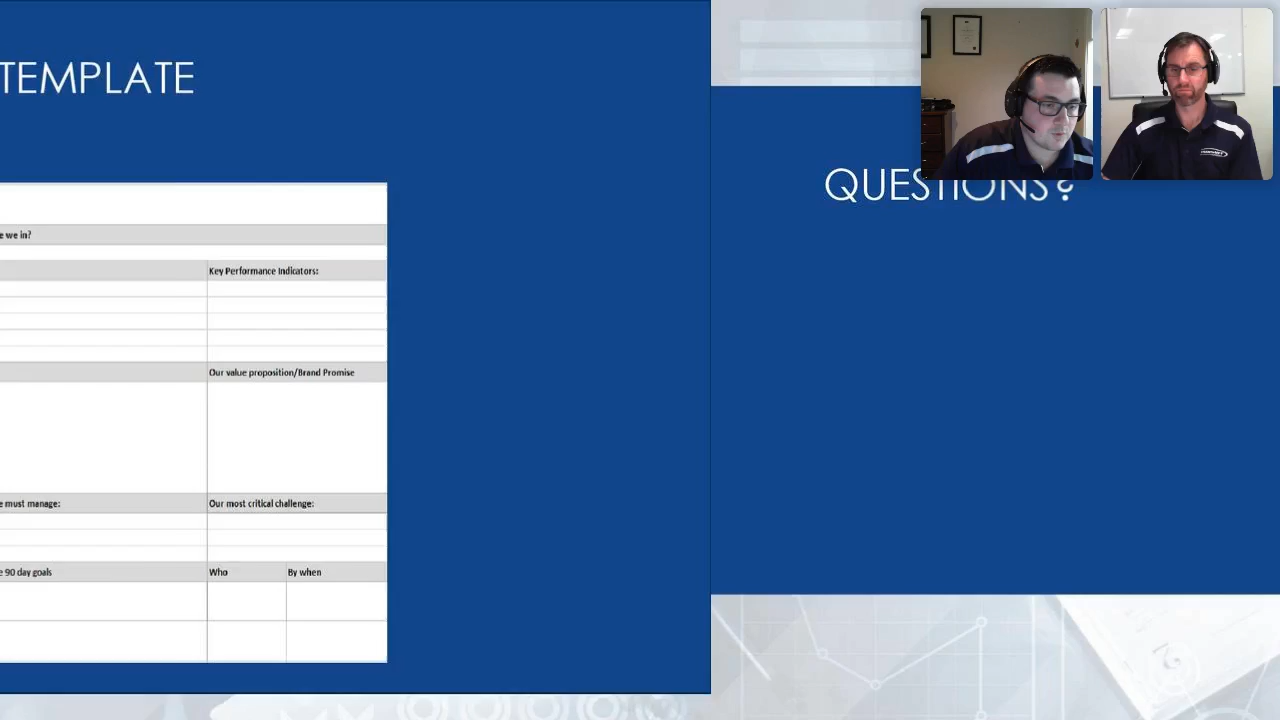 TEMPLATE
e we in?
Key Performance Indicators:
Our value proposition/Brand Promise
e must manage:
Our most critical challenge:
e 90 day goals
Who
By when
QUESTIONS?